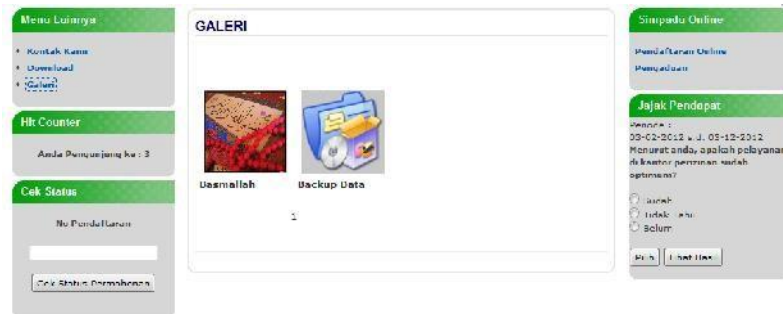 Menu Lainnya
Kontak Kami
Download
Galeri
Hit Counter
Anda Pengunjung ke : 3
Cek Status
No Pendaftaran
Cek Status Permohonan
GALERI
Basmallah
Backup Data
1
Simpadu Online
Pendaftaran Online
Pengaduan
Jajak Pendapat
Periode :
03-02-2012 s.d. 03-12-2012
Menurut anda, apakah pelayanan
di kantor perizinan sudah
optimum?
Sudah
Tidak Tahu
Belum
Pilih
Lihat Hasil